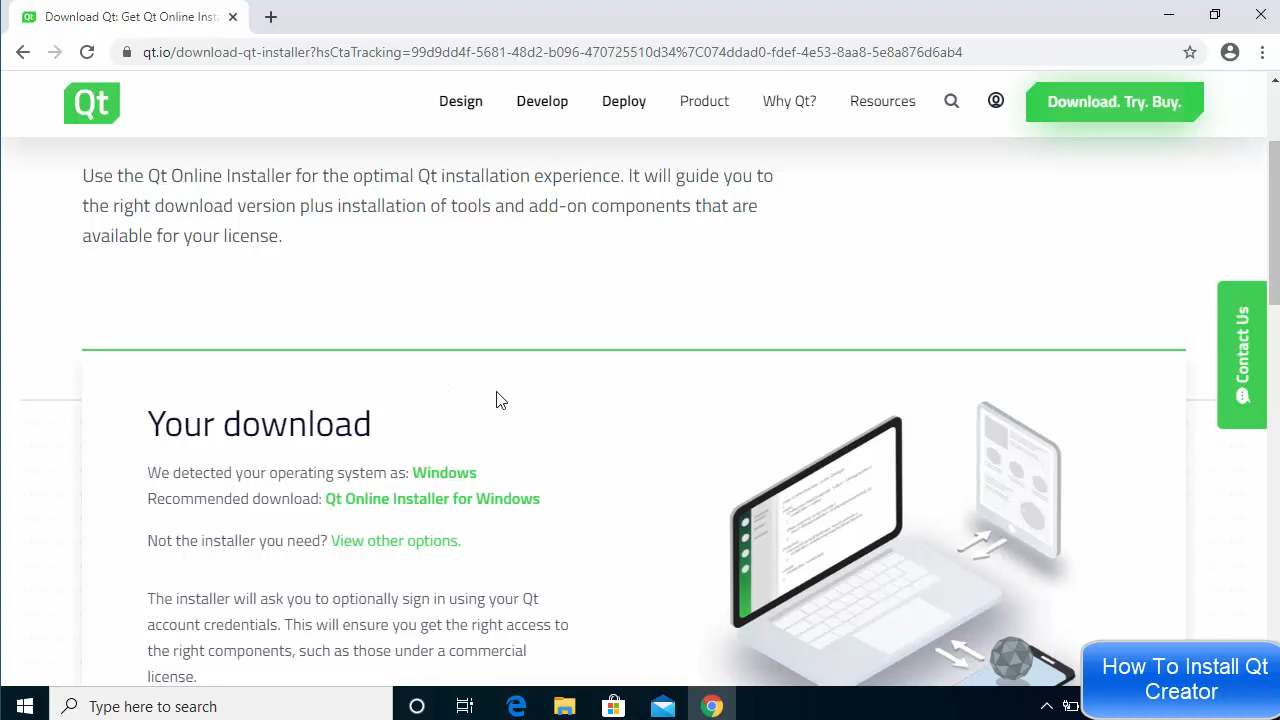 Download Qt: Get Qt Online Inst
qt.io/download-qt-installer?hsCtaTracking=99d9dd4f-5681-48d2-b096-470725510d34%7C074ddad0-fdef-4e53-8aa8-5e8a876d6ab4
Qt
Qt Design Develop Deploy Product Why Qt? Resources Download. Try. Buy.
Use the Qt Online Installer for the optimal Qt installation experience. It will guide you to
the right download version plus installation of tools and add-on components that are
available for your license.
Contact Us
Your download
We detected your operating system as: Windows
Recommended download: Qt Online Installer for Windows
Not the installer you need? View other options.
The installer will ask you to optionally sign in using your Qt
account credentials. This will ensure you get the right access to
the right components, such as those under a commercial
license.
How To Install Qt
Creator
Type here to search